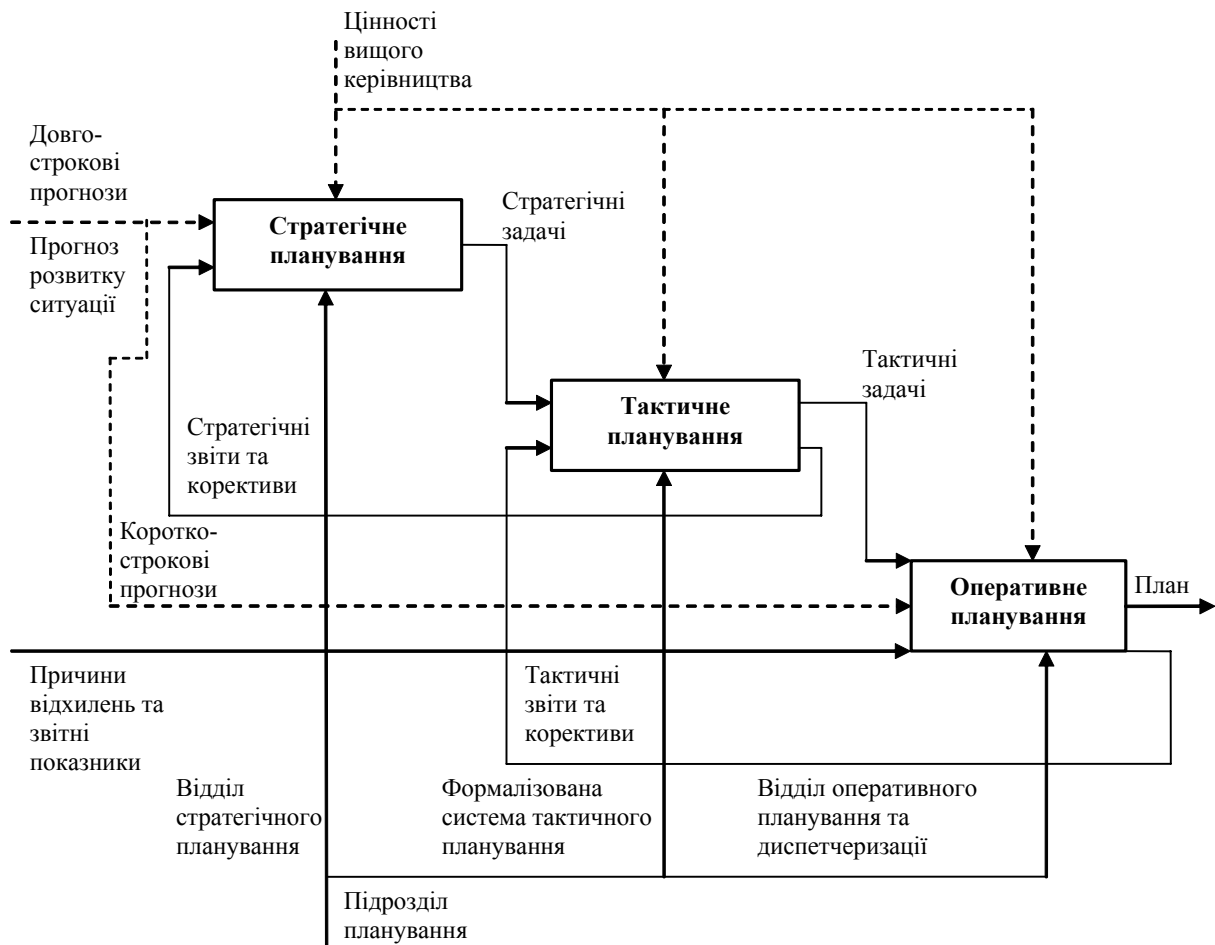 Цінності
вищого
керівництва
Довго-
строкові
прогнози
Прогноз
розвитку
ситуації
Стратегічне
планування
Стратегічні
задачі
Тактичне
планування
Тактичні
задачі
Стратегічні
звіти та
корективи
Коротко-
строкові
прогнози
Оперативне
планування
План
Причини
відхилень та
звітні
показники
Тактичні
звіти та
корективи
Відділ
стратегічного
планування
Формалізована
система тактичного
планування
Відділ оперативного
планування та
диспетчеризації
Підрозділ
планування